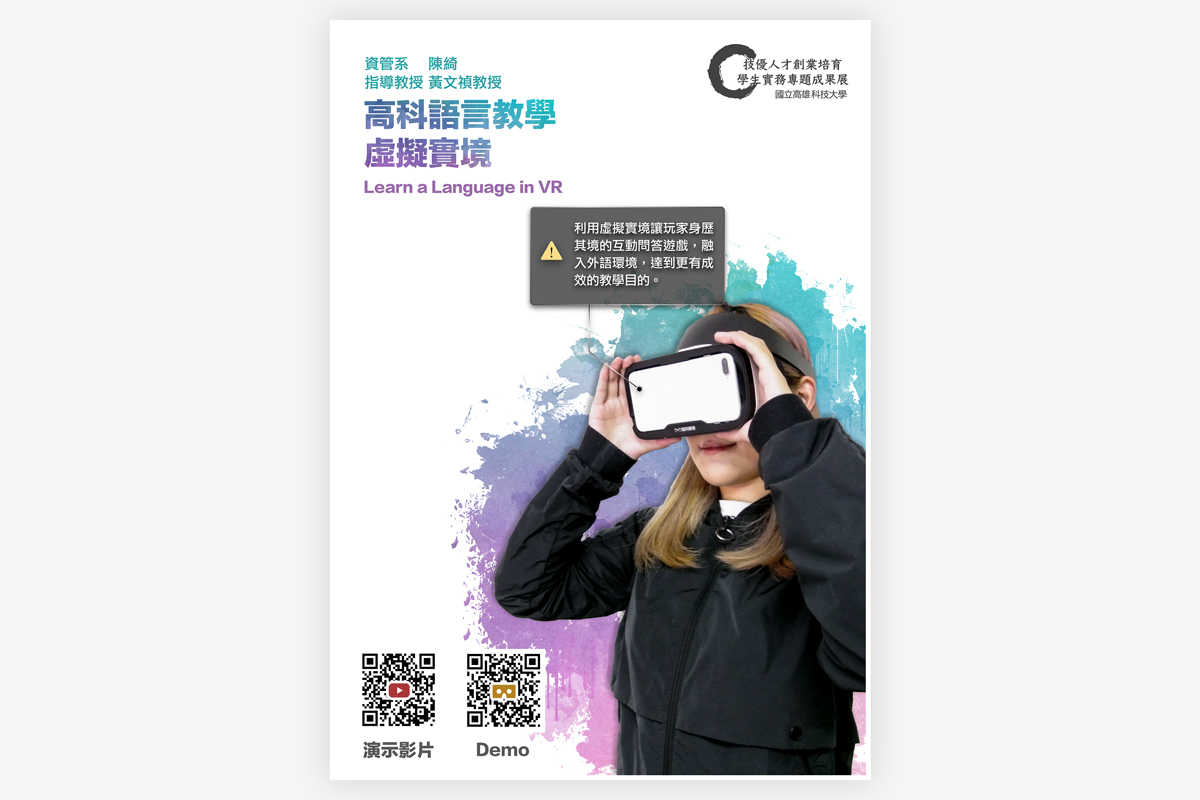 資管系 陳綺
指導教授 黃文禎教授
高科語言教學
虛擬實境
Learn a Language in VR
技優人才創業培育
學生實務專題成果展
國立高雄科技大學
利用虛擬實境讓玩家身歷
其境的互動問答遊戲，融
入外語環境，達到更有成
效的教學目的。
演示影片
Demo